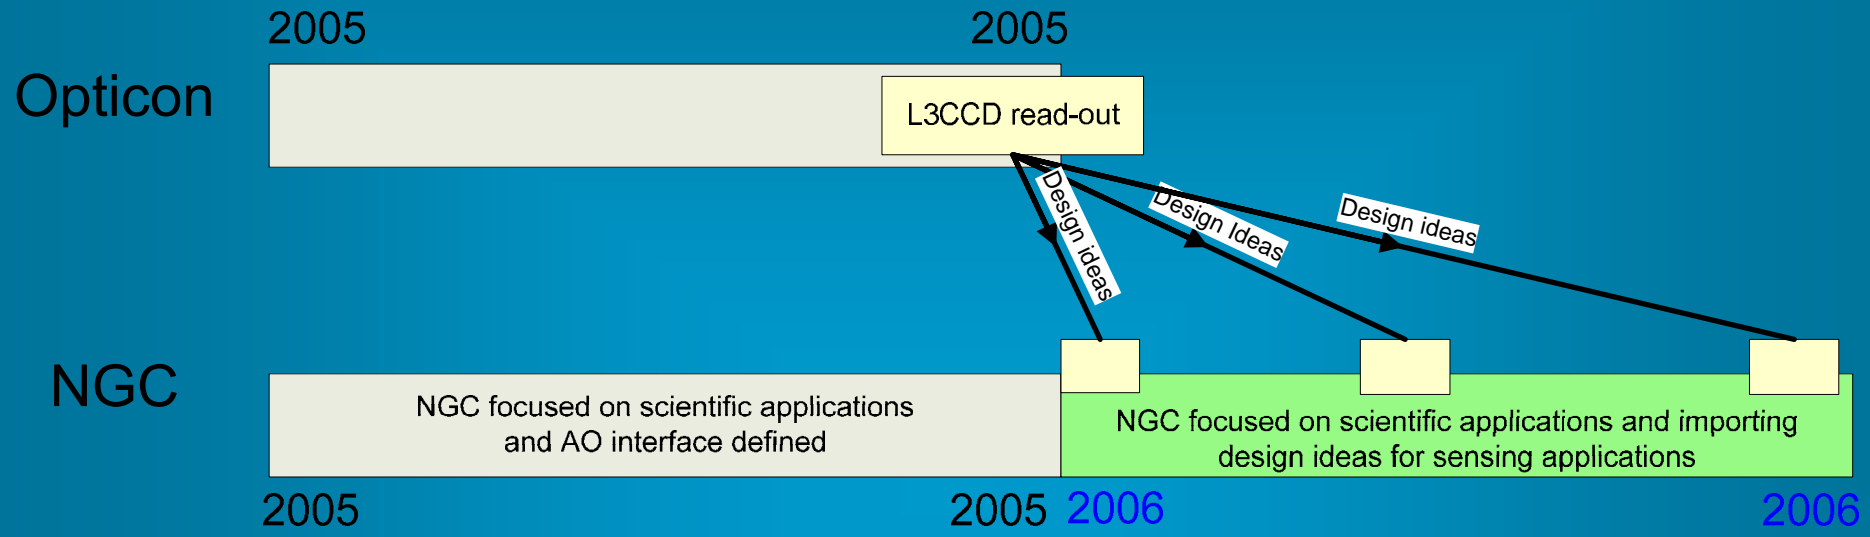 2005
2005
Opticon
L3CCD read-out
Design ideas
Design Ideas
Design ideas
NGC
NGC focused on scientific applications
and AO interface defined
NGC focused on scientific applications and importing
design ideas for sensing applications
2005
2005
2006
2006